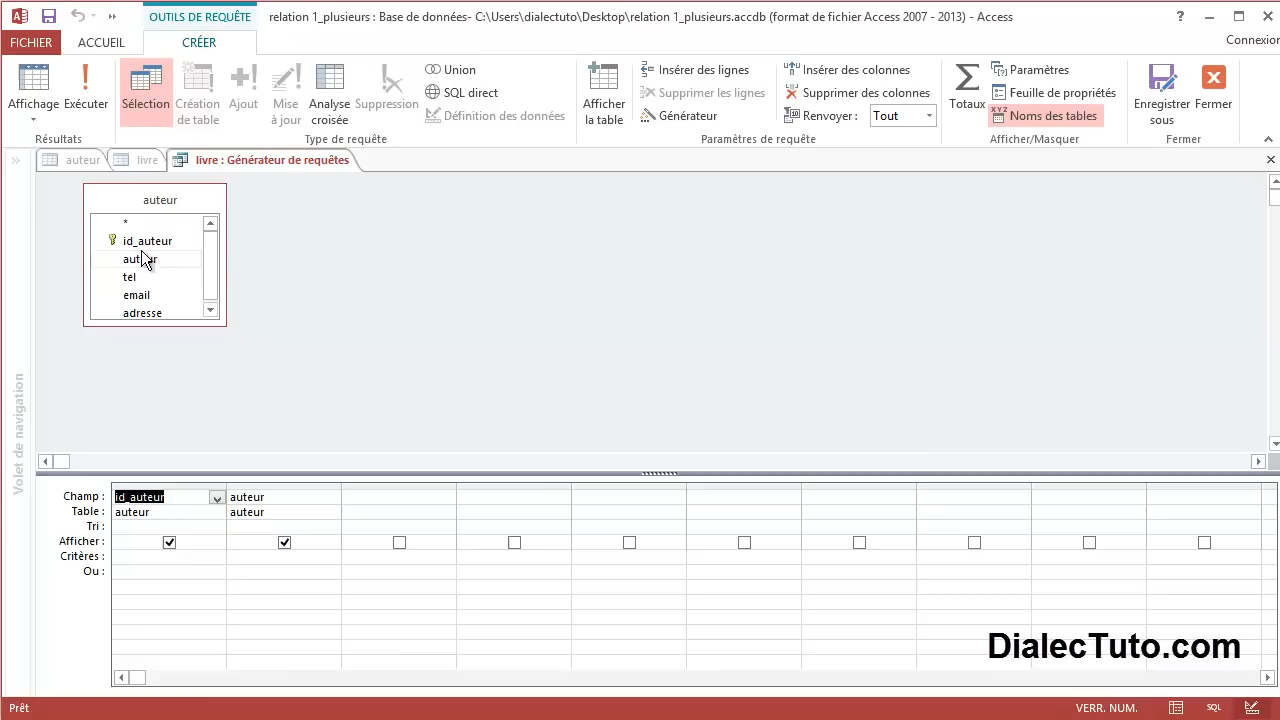 OUTILS DE REQUÊTE
relation 1_plusieurs : Base de données- C:\Users\dialectuto\Desktop\relation 1_plusieurs.accdb (format de fichier Access 2007 - 2013) - Access
?
FICHIER ACCUEIL CRÉER Connexion
Affichage
Exécuter
Résultats
Sélection
Création de table
Ajout
Mise à jour
Analyse croisée
Suppression
Union
SQL direct
Définition des données
Type de requête
Afficher la table
Insérer des lignes
Supprimer les lignes
Générateur
Insérer des colonnes
Supprimer des colonnes
Renvoyer : Tout
Paramètres de requête
Totaux
Paramètres
Feuille de propriétés
XYZ Noms des tables
Afficher/Masquer
Enregistrer sous
Fermer
Fermer
auteur livre livre : Générateur de requêtes
Volet de navigation
auteur
*
id_auteur
auteur
tel
email
adresse
Champ : id_auteur auteur
Table : auteur auteur
Tri :
Afficher :
Critères :
Ou :
DialecTuto.com
Prêt VERR. NUM. SQL